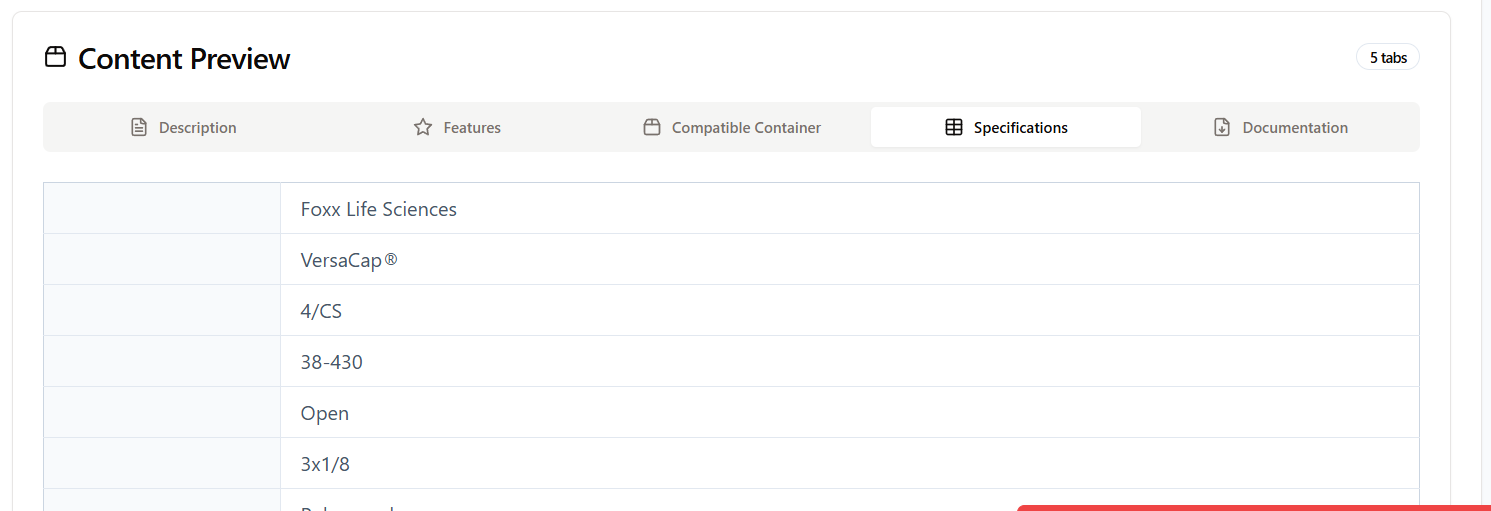 Content Preview
5 tabs
Description
Features
Compatible Container
Specifications
Documentation
Foxx Life Sciences
VersaCap®
4/CS
38-430
Open
3x1/8